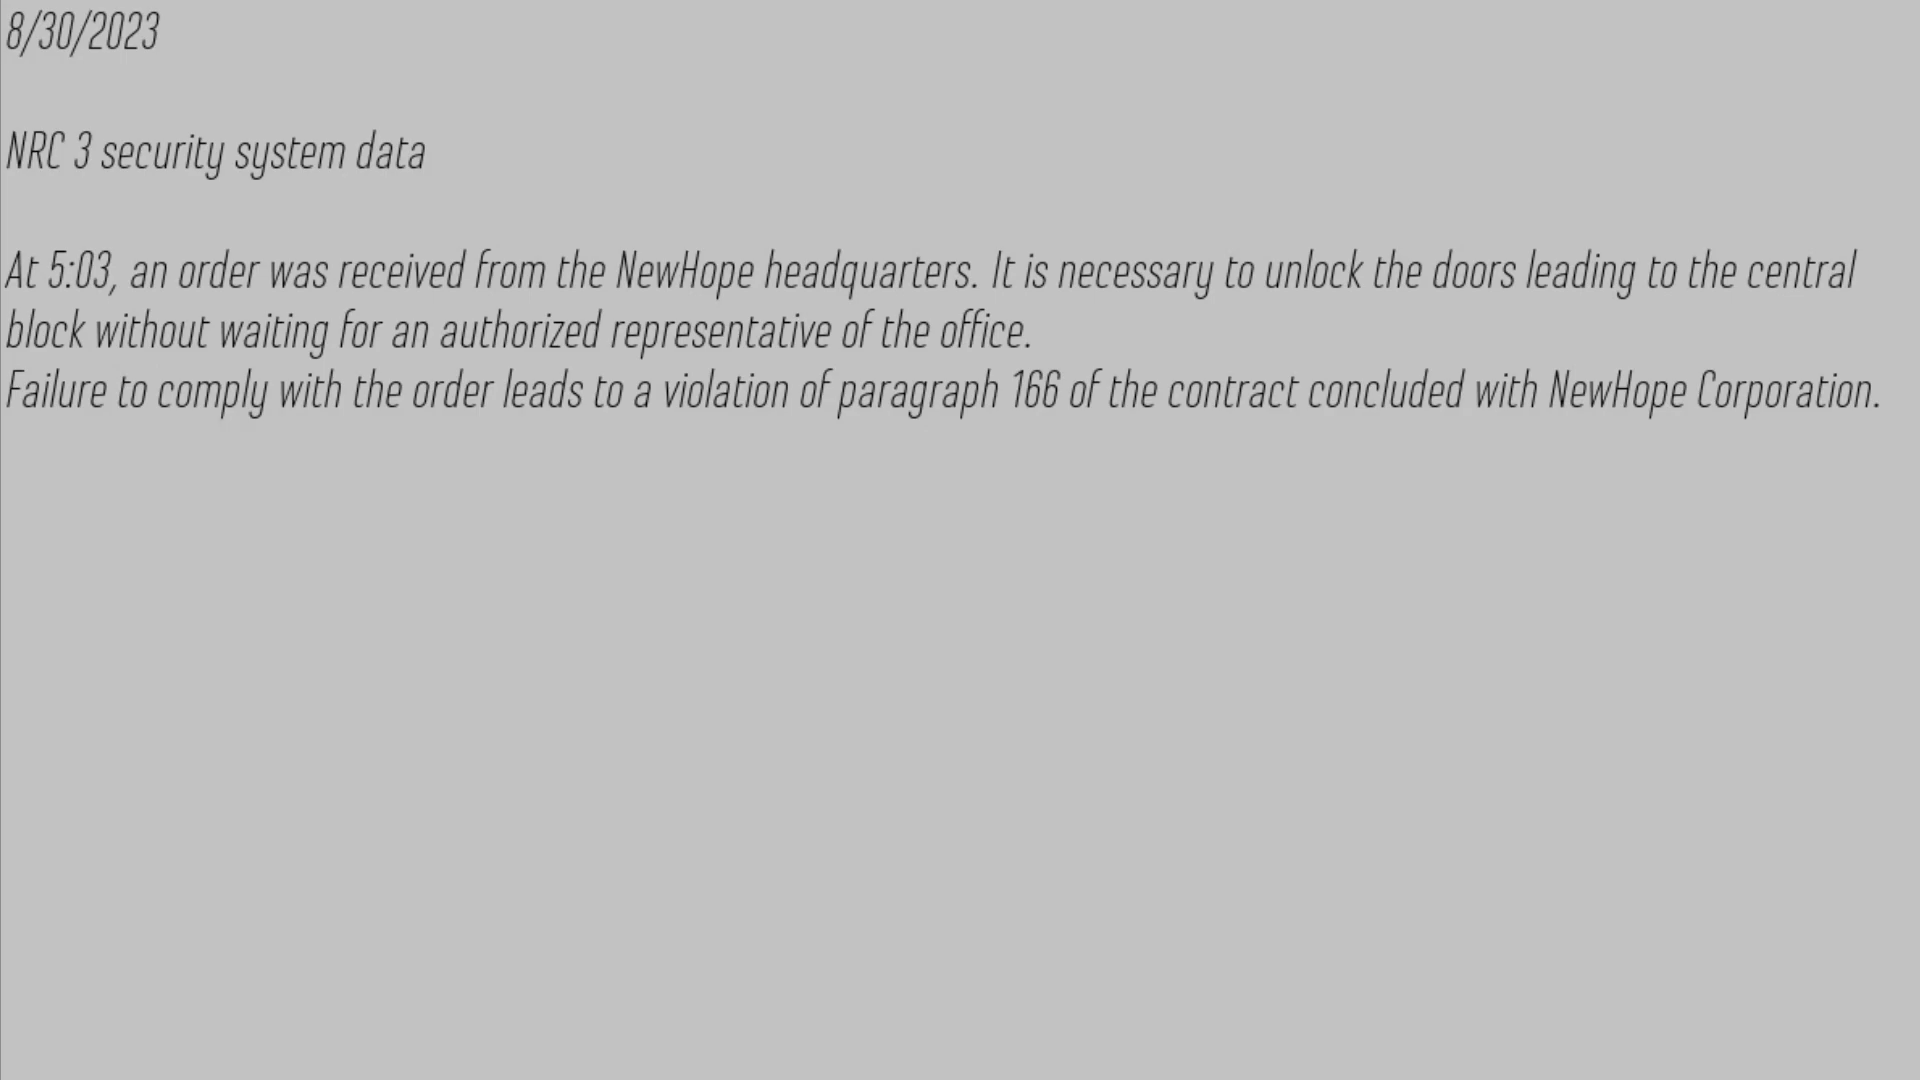 8/30/2023
NRC 3 security system data
At 5:03, an order was received from the NewHope headquarters. It is necessary to unlock the doors leading to the central
block without waiting for an authorized representative of the office.
Failure to comply with the order leads to a violation of paragraph 166 of the contract concluded with NewHope Corporation.